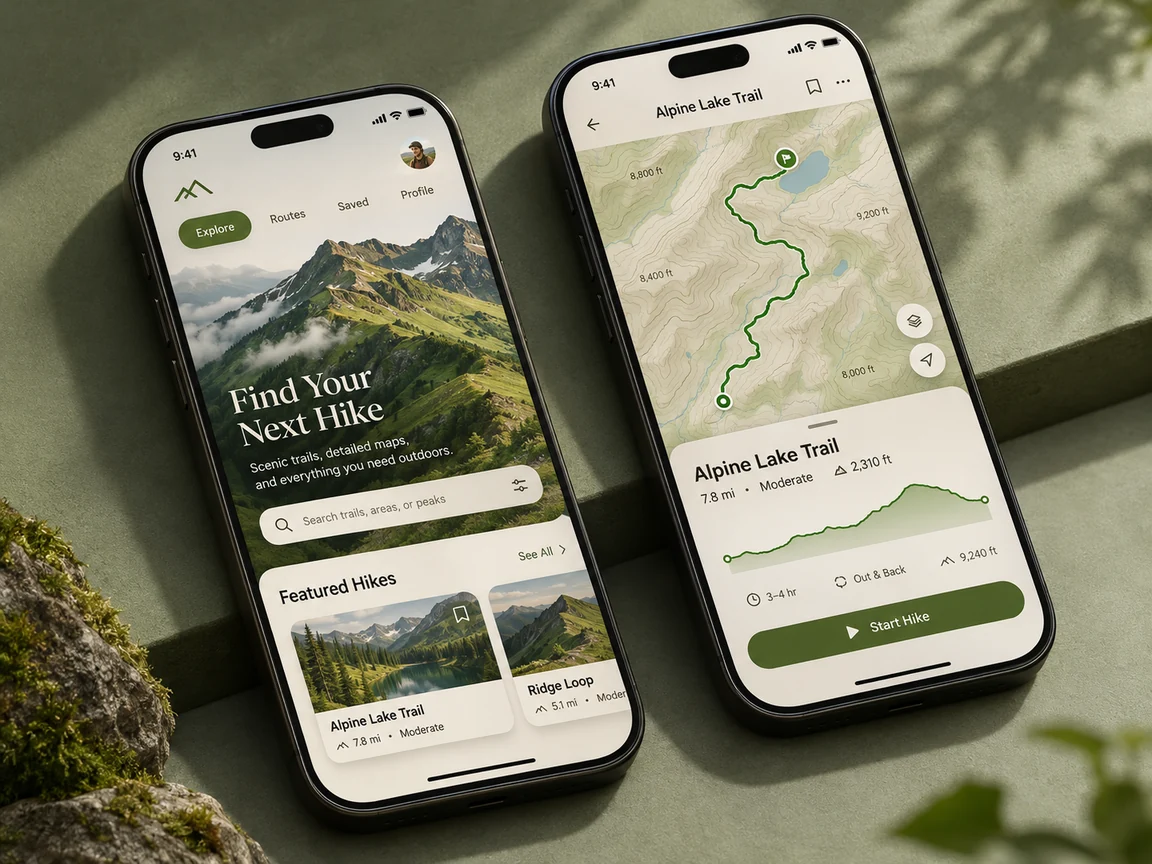 9:41
Explore
Routes
Saved
Profile
Find Your
Next Hike
Scenic trails, detailed maps,
and everything you need outdoors.
Search trails, areas, or peaks
Featured Hikes
See All
Alpine Lake Trail
7.8 mi • Moderate
Ridge Loop
5.1 mi • Moder
9:41
Alpine Lake Trail
8,800 ft
9,200 ft
8,400 ft
8,000 ft
Alpine Lake Trail
7.8 mi • Moderate 2,310 ft
3–4 hr
Out & Back
9,240 ft
Start Hike